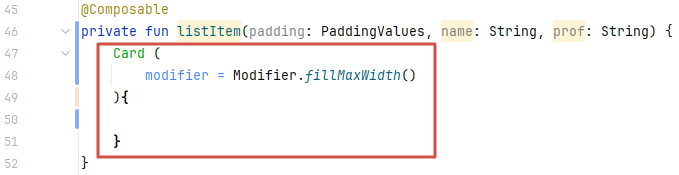 45 @Composable
46 private fun listItem(padding: PaddingValues, name: String, prof: String) {
47 Card (
48 modifier = Modifier.fillMaxWidth()
49 ){
50
51 }
52 }